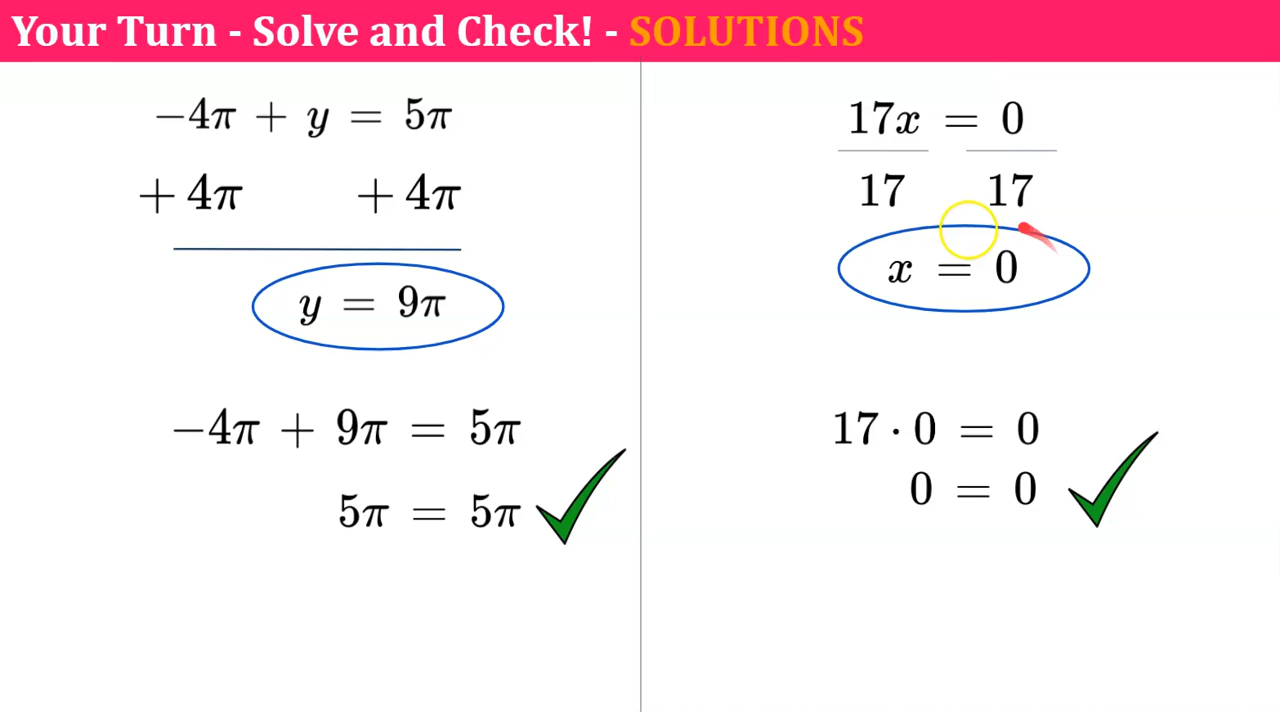 Your Turn - Solve and Check! - SOLUTIONS
−4π + y = 5π
+ 4π + 4π
y = 9π
−4π + 9π = 5π
5π = 5π
17x = 0
17 17
x = 0
17 · 0 = 0
0 = 0